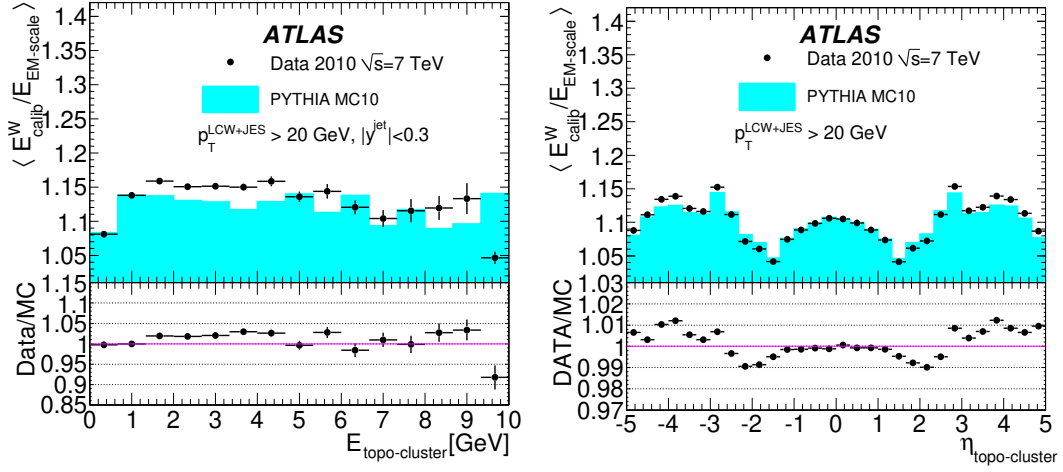 ⟨ E^W_calib/E_EM-scale ⟩
1.4
1.35
1.3
1.25
1.2
1.15
1.1
1.05
1
ATLAS
Data 2010 √s=7 TeV
PYTHIA MC10
p_T^LCW+JES > 20 GeV, |y^jet|<0.3
Data/MC
1.15
1.1
1.05
1
0.95
0.9
0.85
0 1 2 3 4 5 6 7 8 9 10
E_topo-cluster[GeV]
⟨ E^W_calib/E_EM-scale ⟩
1.4
1.35
1.3
1.25
1.2
1.15
1.1
1.05
1
ATLAS
Data 2010 √s=7 TeV
PYTHIA MC10
p_T^LCW+JES > 20 GeV
DATA/MC
1.03
1.02
1.01
1
0.99
0.98
0.97
-5 -4 -3 -2 -1 0 1 2 3 4 5
η_topo-cluster